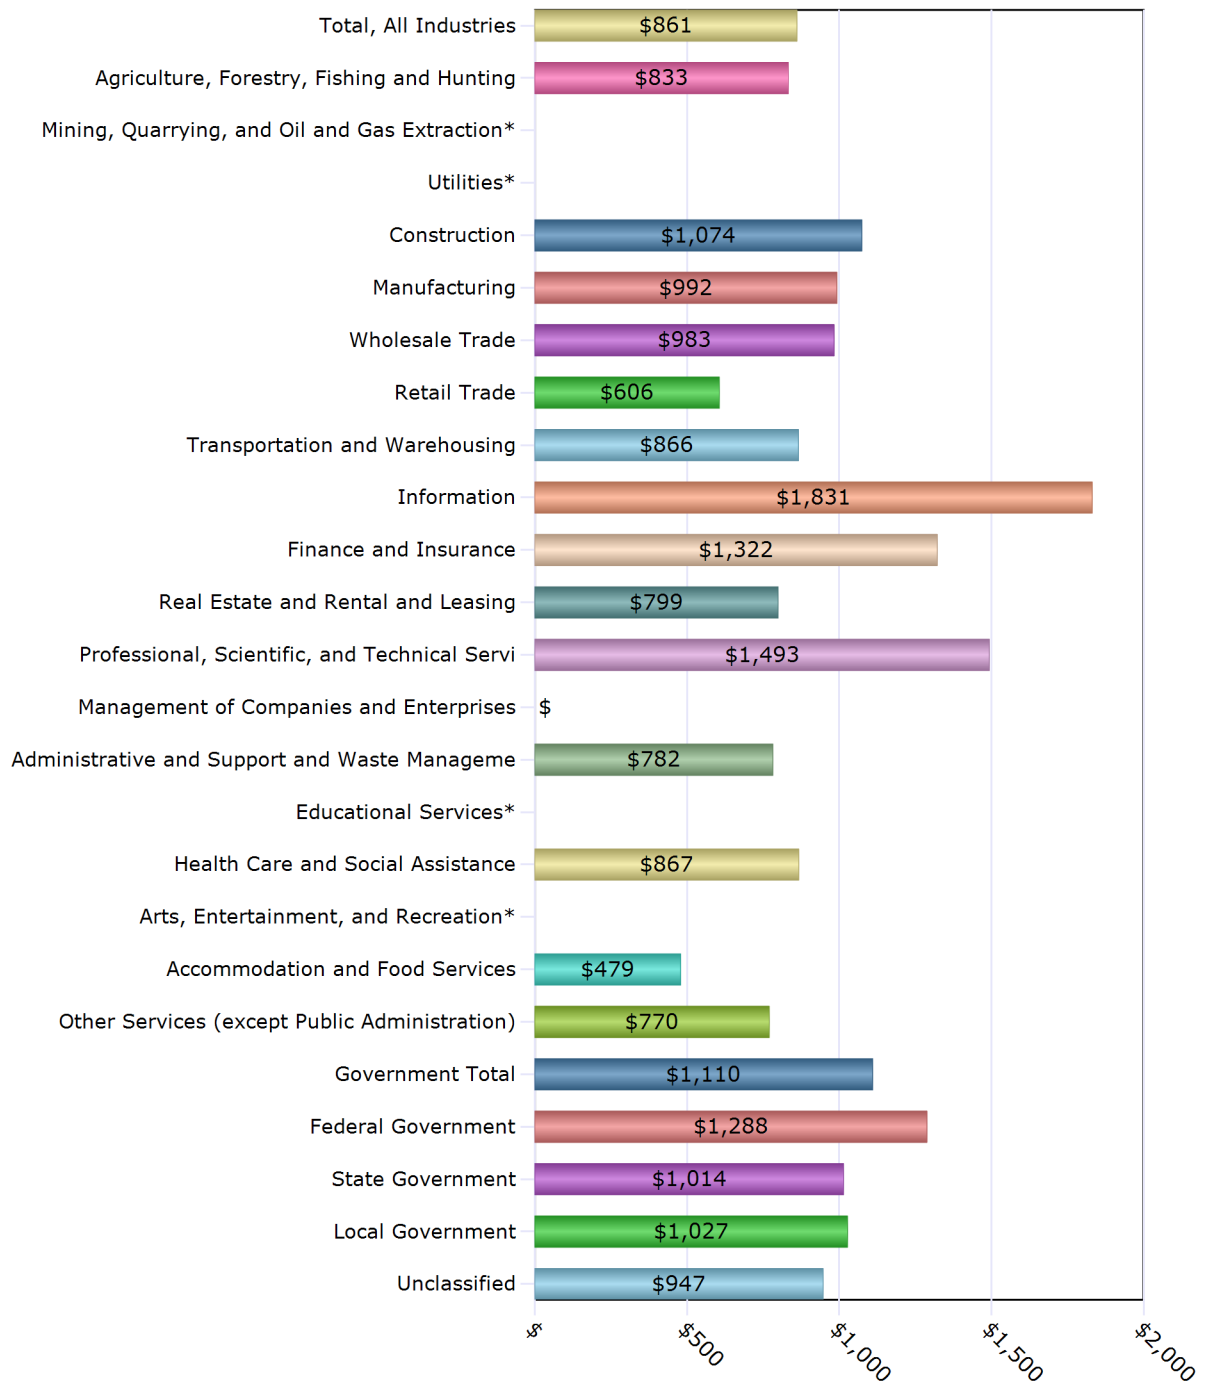 Total, All Industries $861
Agriculture, Forestry, Fishing and Hunting $833
Mining, Quarrying, and Oil and Gas Extraction*
Utilities*
Construction $1,074
Manufacturing $992
Wholesale Trade $983
Retail Trade $606
Transportation and Warehousing $866
Information $1,831
Finance and Insurance $1,322
Real Estate and Rental and Leasing $799
Professional, Scientific, and Technical Servi $1,493
Management of Companies and Enterprises $
Administrative and Support and Waste Manageme $782
Educational Services*
Health Care and Social Assistance $867
Arts, Entertainment, and Recreation*
Accommodation and Food Services $479
Other Services (except Public Administration) $770
Government Total $1,110
Federal Government $1,288
State Government $1,014
Local Government $1,027
Unclassified $947
$ $500 $1,000 $1,500 $2,000